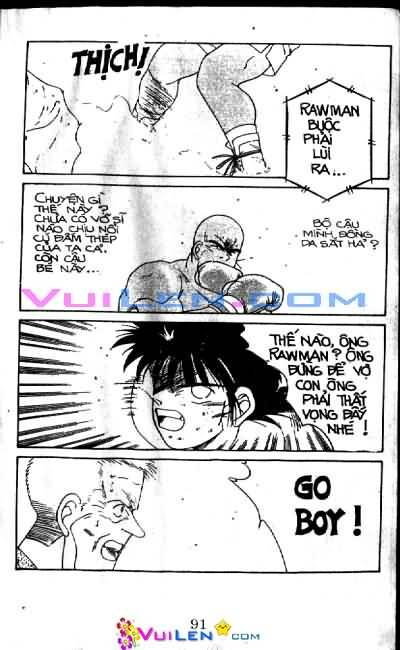 THỊCH!
RAWMAN
BUỘC
PHẢI
LÙI
RA...
CHUYỆN GÌ
THẾ NÀY?
CHƯA CÓ VÕ SĨ
NÀO CHỊU NỔI
CÚ ĐẤM THÉP
CỦA TA CẢ.
CÒN CẬU
BÉ NÀY...
BỘ CẬU
MÌNH ĐỒNG
DA SẮT HẢ?
VUILEN.COM
THẾ NÀO, ÔNG
RAWMAN? ÔNG
ĐỪNG ĐỂ VỢ
CON ÔNG
PHẢI THẤT
VỌNG ĐẤY
NHÉ!
GO
BOY!
91
VUILEN.COM